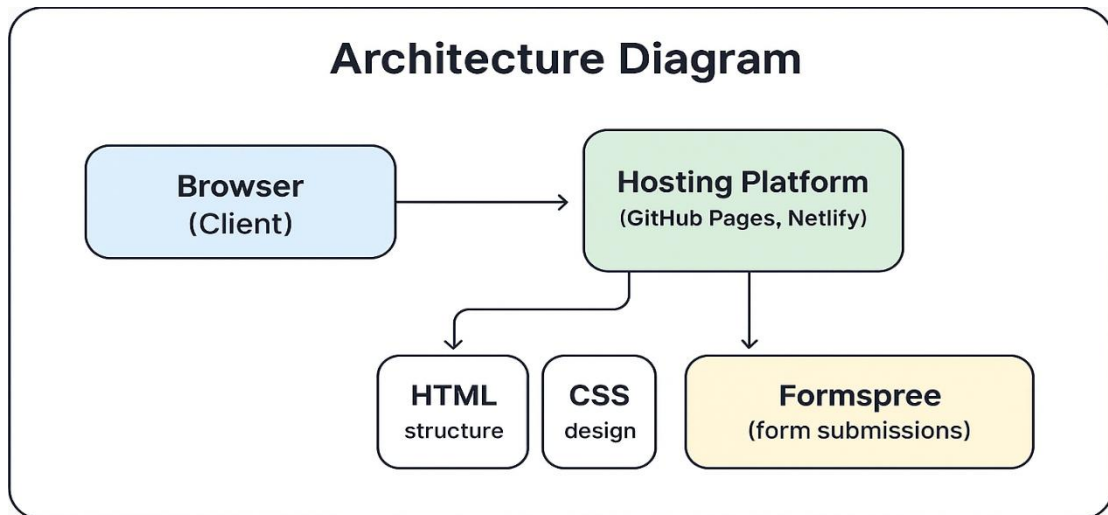 Architecture Diagram
Browser
(Client)
Hosting Platform
(GitHub Pages, Netlify)
HTML
structure
CSS
design
Formspree
(form submissions)